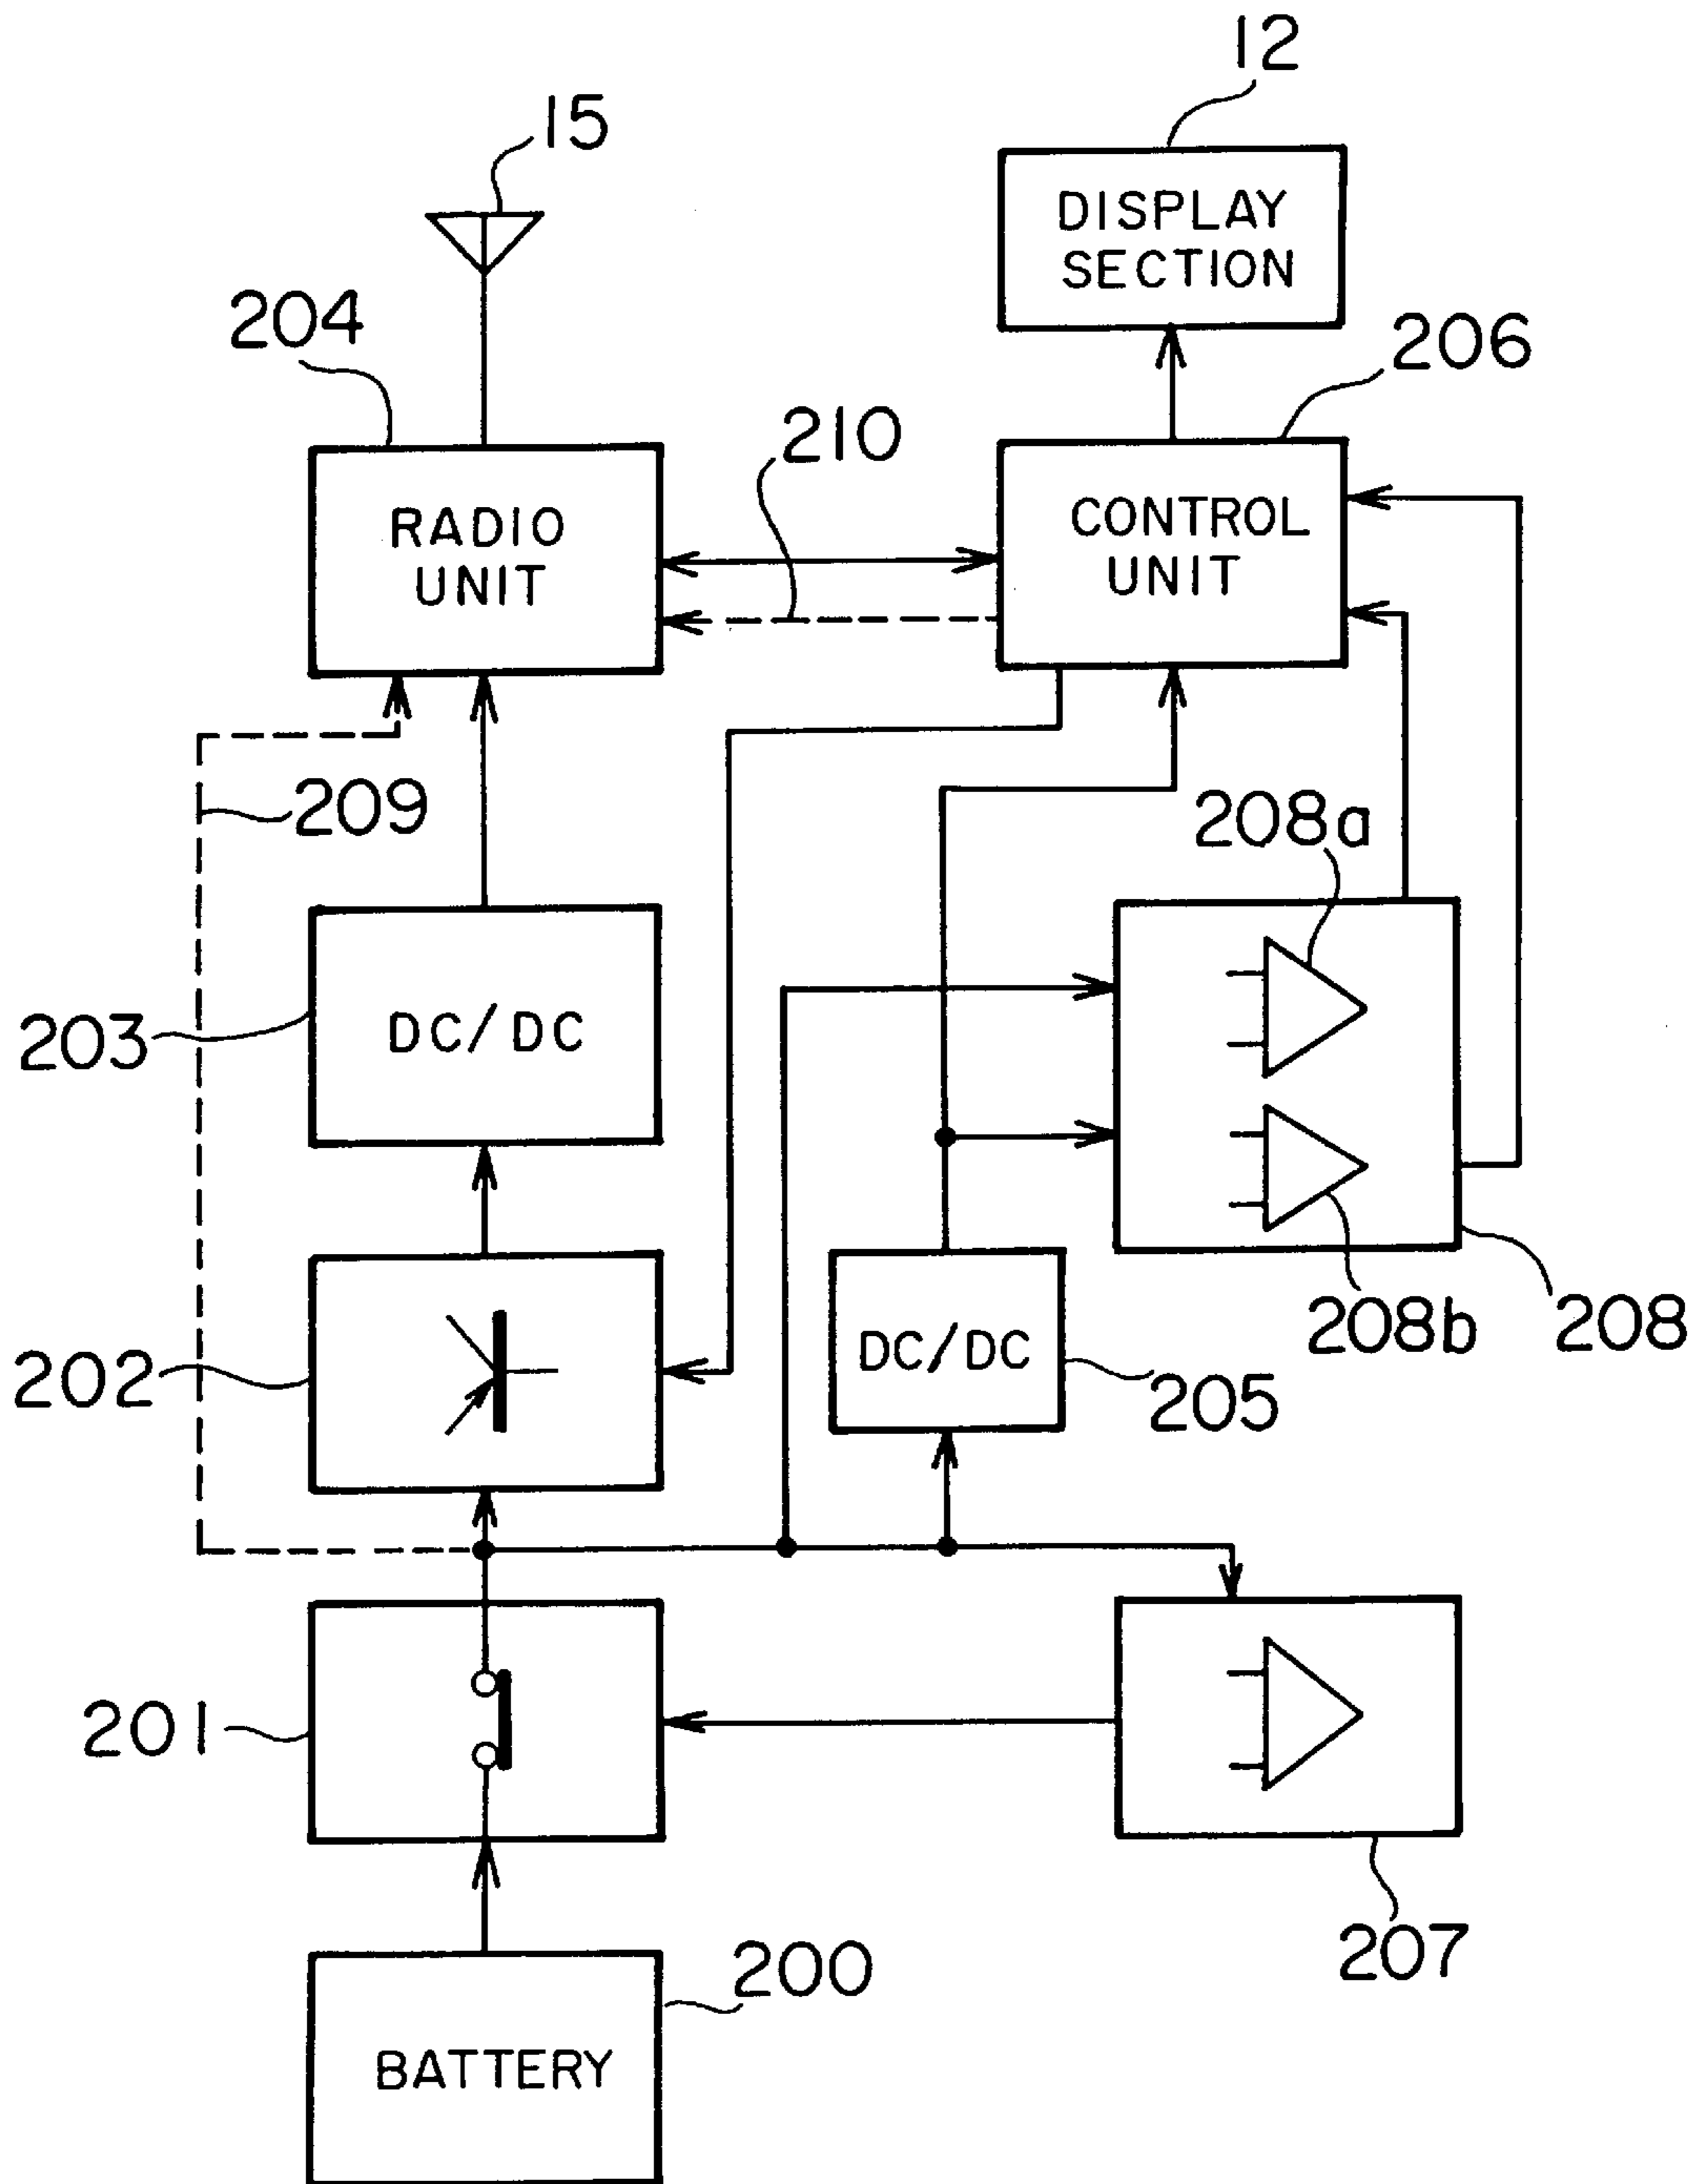 12
15
DISPLAY
SECTION
204
206
210
RADIO
UNIT
CONTROL
UNIT
209
208a
203
DC/DC
202
DC/DC
205
208b
208
201
207
200
BATTERY